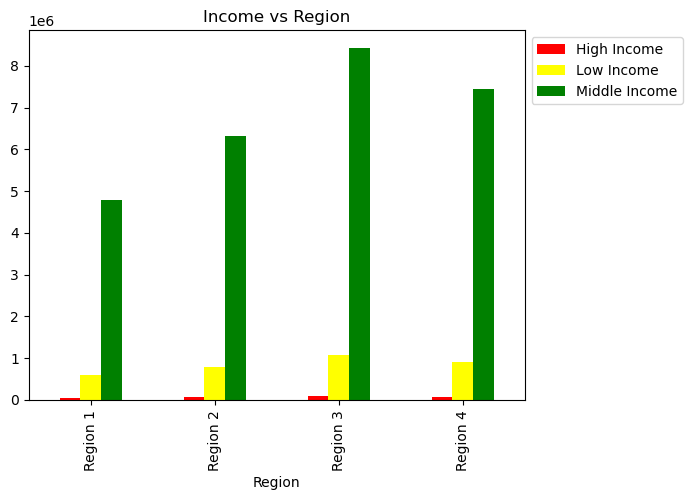 Income vs Region
1e6
8
7
6
5
4
3
2
1
0
Region 1
Region 2
Region 3
Region 4
Region
High Income
Low Income
Middle Income